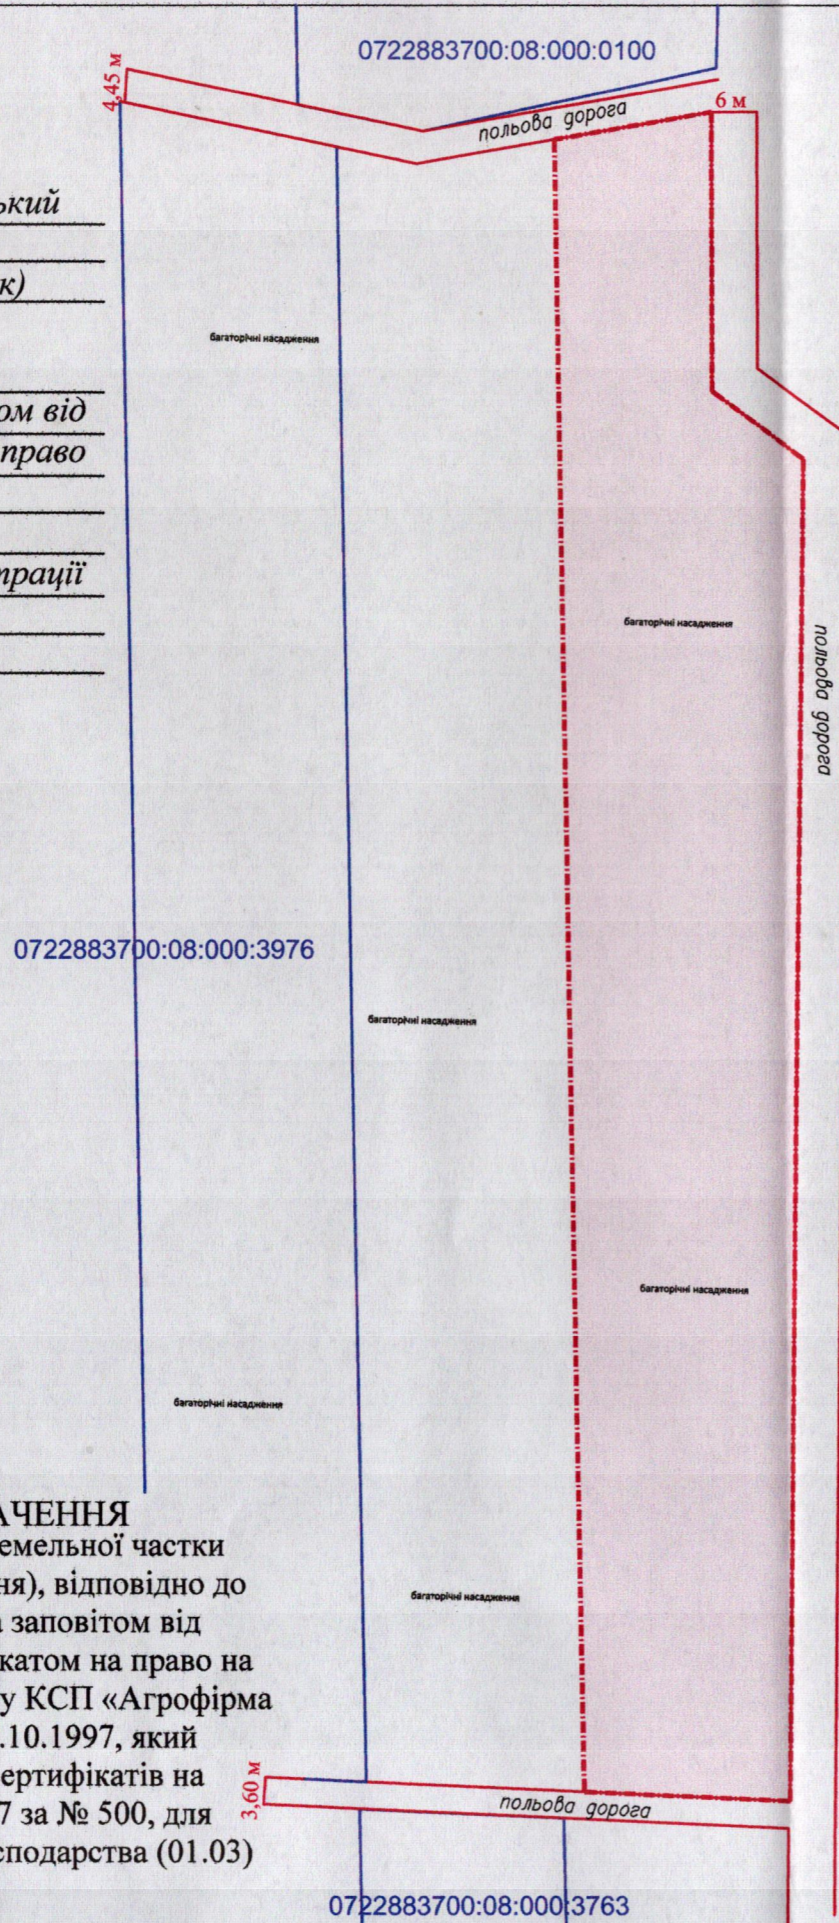 0722883700:08:000:0100
4,45 м
польова дорога
6 м
ький
к)
багаторічні насадження
ом від
право
трації
багаторічні насадження
польова дорога
0722883700:08:000:3976
багаторічні насадження
багаторічні насадження
багаторічні насадження
АЧЕННЯ
емельної частки
ня), відповідно до
а заповітом від
катом на право на
у КСП «Агрофірма
.10.1997, який
ертифікатів на
7 за № 500, для
сподарства (01.03)
багаторічні насадження
3,60 м
польова дорога
0722883700:08:000:3763